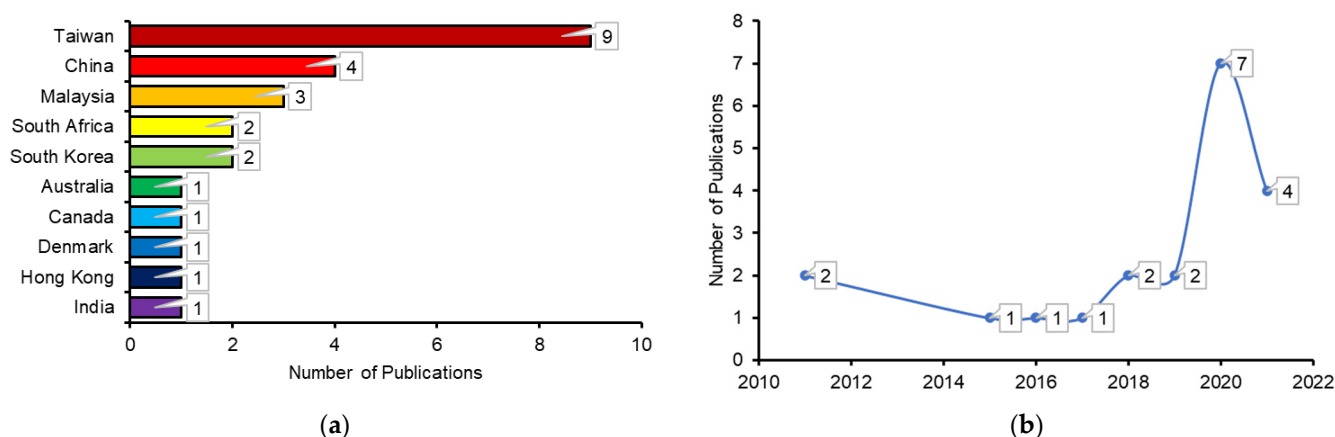 Taiwan 9
China 4
Malaysia 3
South Africa 2
South Korea 2
Australia 1
Canada 1
Denmark 1
Hong Kong 1
India 1
0 2 4 6 8 10
Number of Publications
(a)
Number of Publications
8
7
6
5
4
3
2
1
0
2 1 1 1 2 2 7 4
2010 2012 2014 2016 2018 2020 2022
(b)